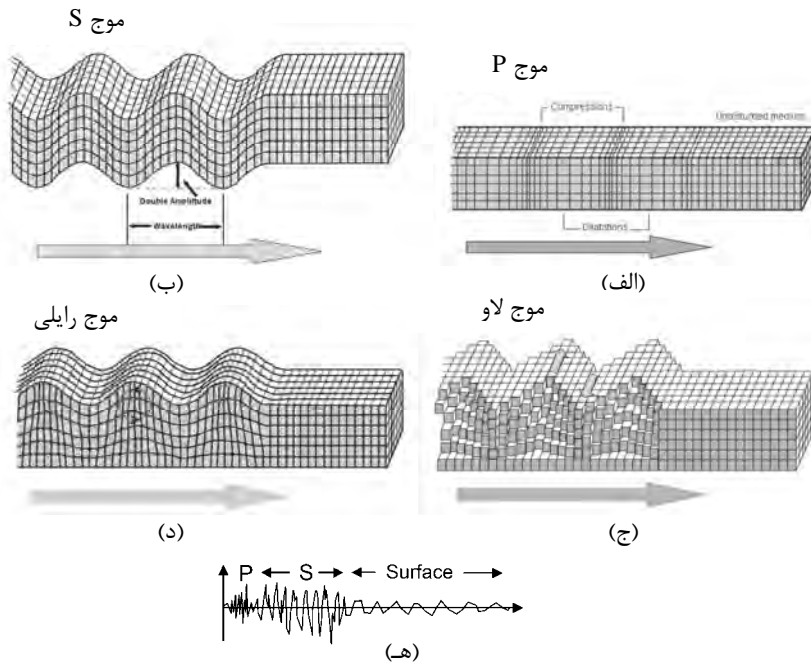 موج P
Compressions
Undisturbed medium
Dilatations
(الف)
موج S
Double Amplitude
Wavelength
(ب)
موج لاو
(ج)
موج رایلی
(د)
P S Surface
(هـ)